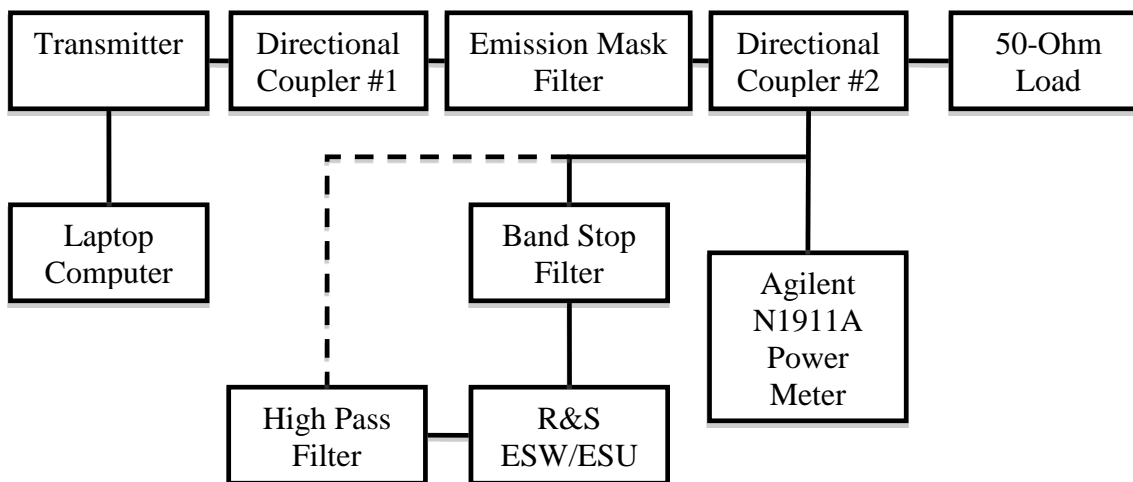 Transmitter
Directional
Coupler #1
Emission Mask
Filter
Directional
Coupler #2
50-Ohm
Load
Laptop
Computer
Band Stop
Filter
Agilent
N1911A
Power
Meter
High Pass
Filter
R&S
ESW/ESU